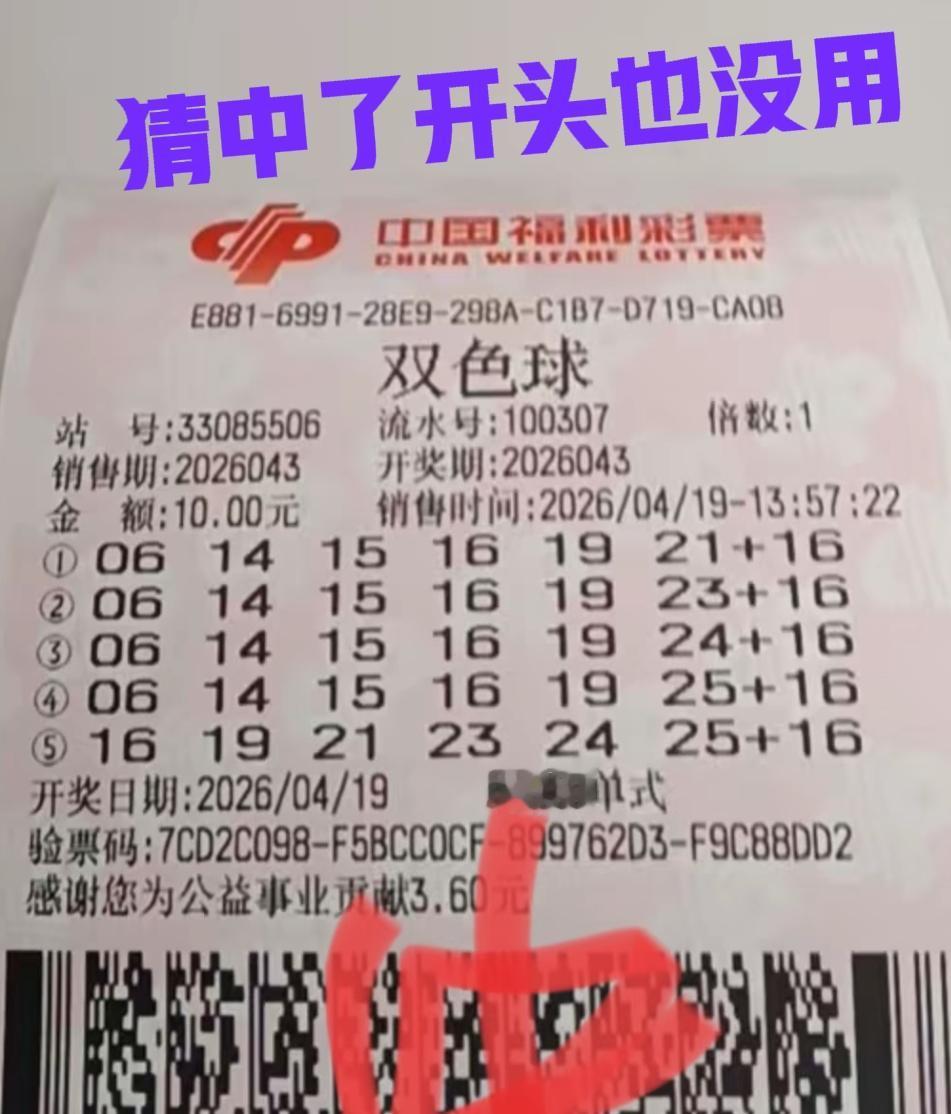 猜中了开头也没用
中国福利彩票
CHINA WELFARE LOTTERY
E881-6991-28E9-298A-C1B7-D719-CA0B
双色球
站 号:33085506 流水号:100307 倍数:1
销售期:2026043 开奖期:2026043
金 额:10.00元 销售时间:2026/04/19-13:57:22
① 06 14 15 16 19 21+16
② 06 14 15 16 19 23+16
③ 06 14 15 16 19 24+16
④ 06 14 15 16 19 25+16
⑤ 16 19 21 23 24 25+16
开奖日期:2026/04/19 单式
验票码:7CD2C098-F5BCC0CF-899762D3-F9C88DD2
感谢您为公益事业贡献3.60元
中